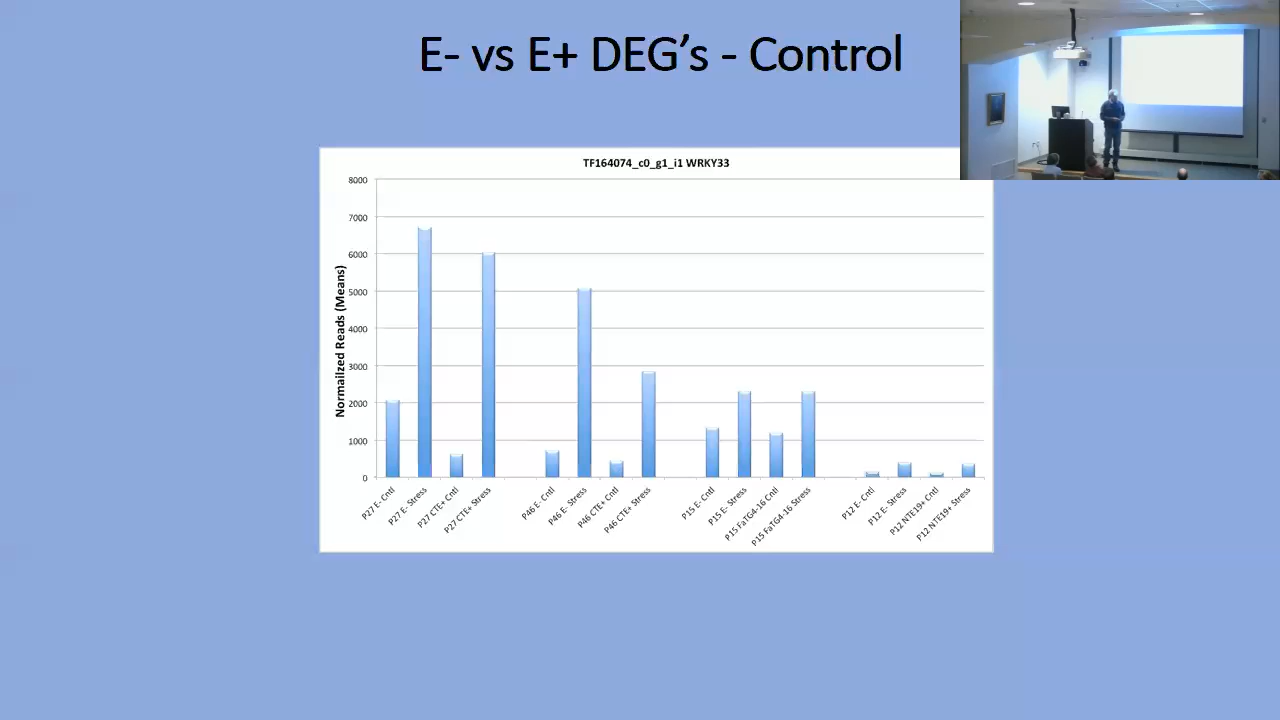 E- vs E+ DEG's - Control
TF164074_c0_g1_i1 WRKY33
Normailzed Reads (Means)
8000
7000
6000
5000
4000
3000
2000
1000
0
P27 E- Cntl
P27 E- Stress
P27 CTE+ Cntl
P27 CTE+ Stress
P46 E- Cntl
P46 E- Stress
P46 CTE+ Cntl
P46 CTE+ Stress
P15 E- Cntl
P15 E- Stress
P15 FaTG4-16 Cntl
P15 FaTG4-16 Stress
P12 E- Cntl
P12 E- Stress
P12 NTE19+ Cntl
P12 NTE19+ Stress